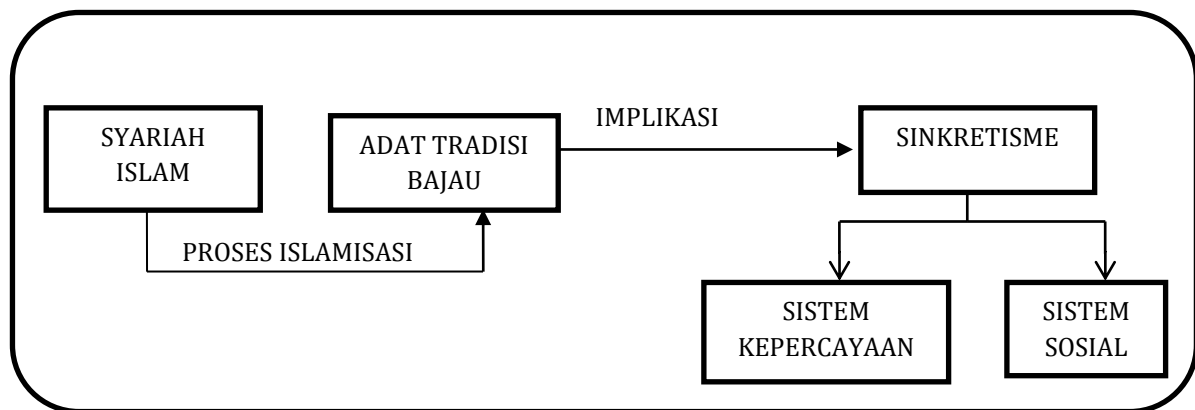 SYARIAH
ISLAM
PROSES ISLAMISASI
ADAT TRADISI
BAJAU
IMPLIKASI
SINKRETISME
SISTEM
KEPERCAYAAN
SISTEM
SOSIAL